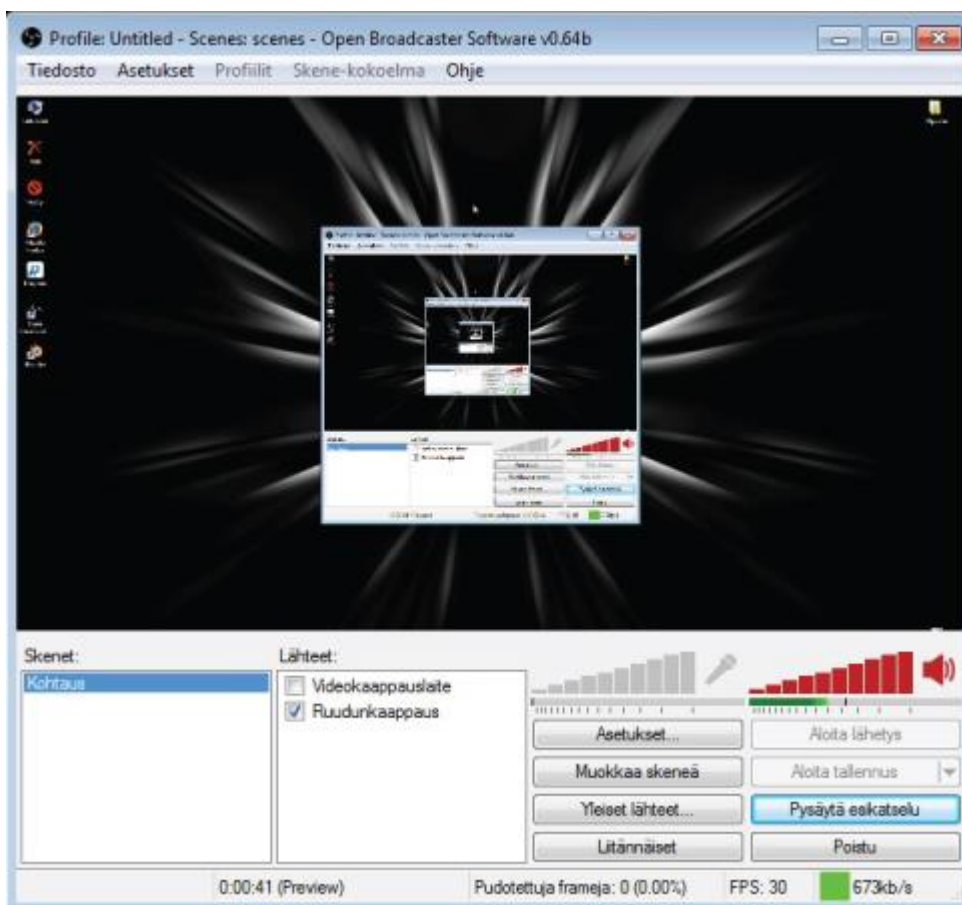 Profile: Untitled - Scenes: scenes - Open Broadcaster Software v0.64b
Tiedosto Asetukset Profiilit Skene-kokoelma Ohje
Skenet:
Lähteet:
Kohtaus
Videokaappauslaite
Ruudunkaappaus
Asetukset...
Aloita lähetys
Muokkaa skeneä
Aloita tallennus
Yleiset lähteet...
Pysäytä esikatselu
Liitännäiset
Poistu
0:00:41 (Preview) Pudotettuja frameja: 0 (0.00%) FPS: 30 673kb/s